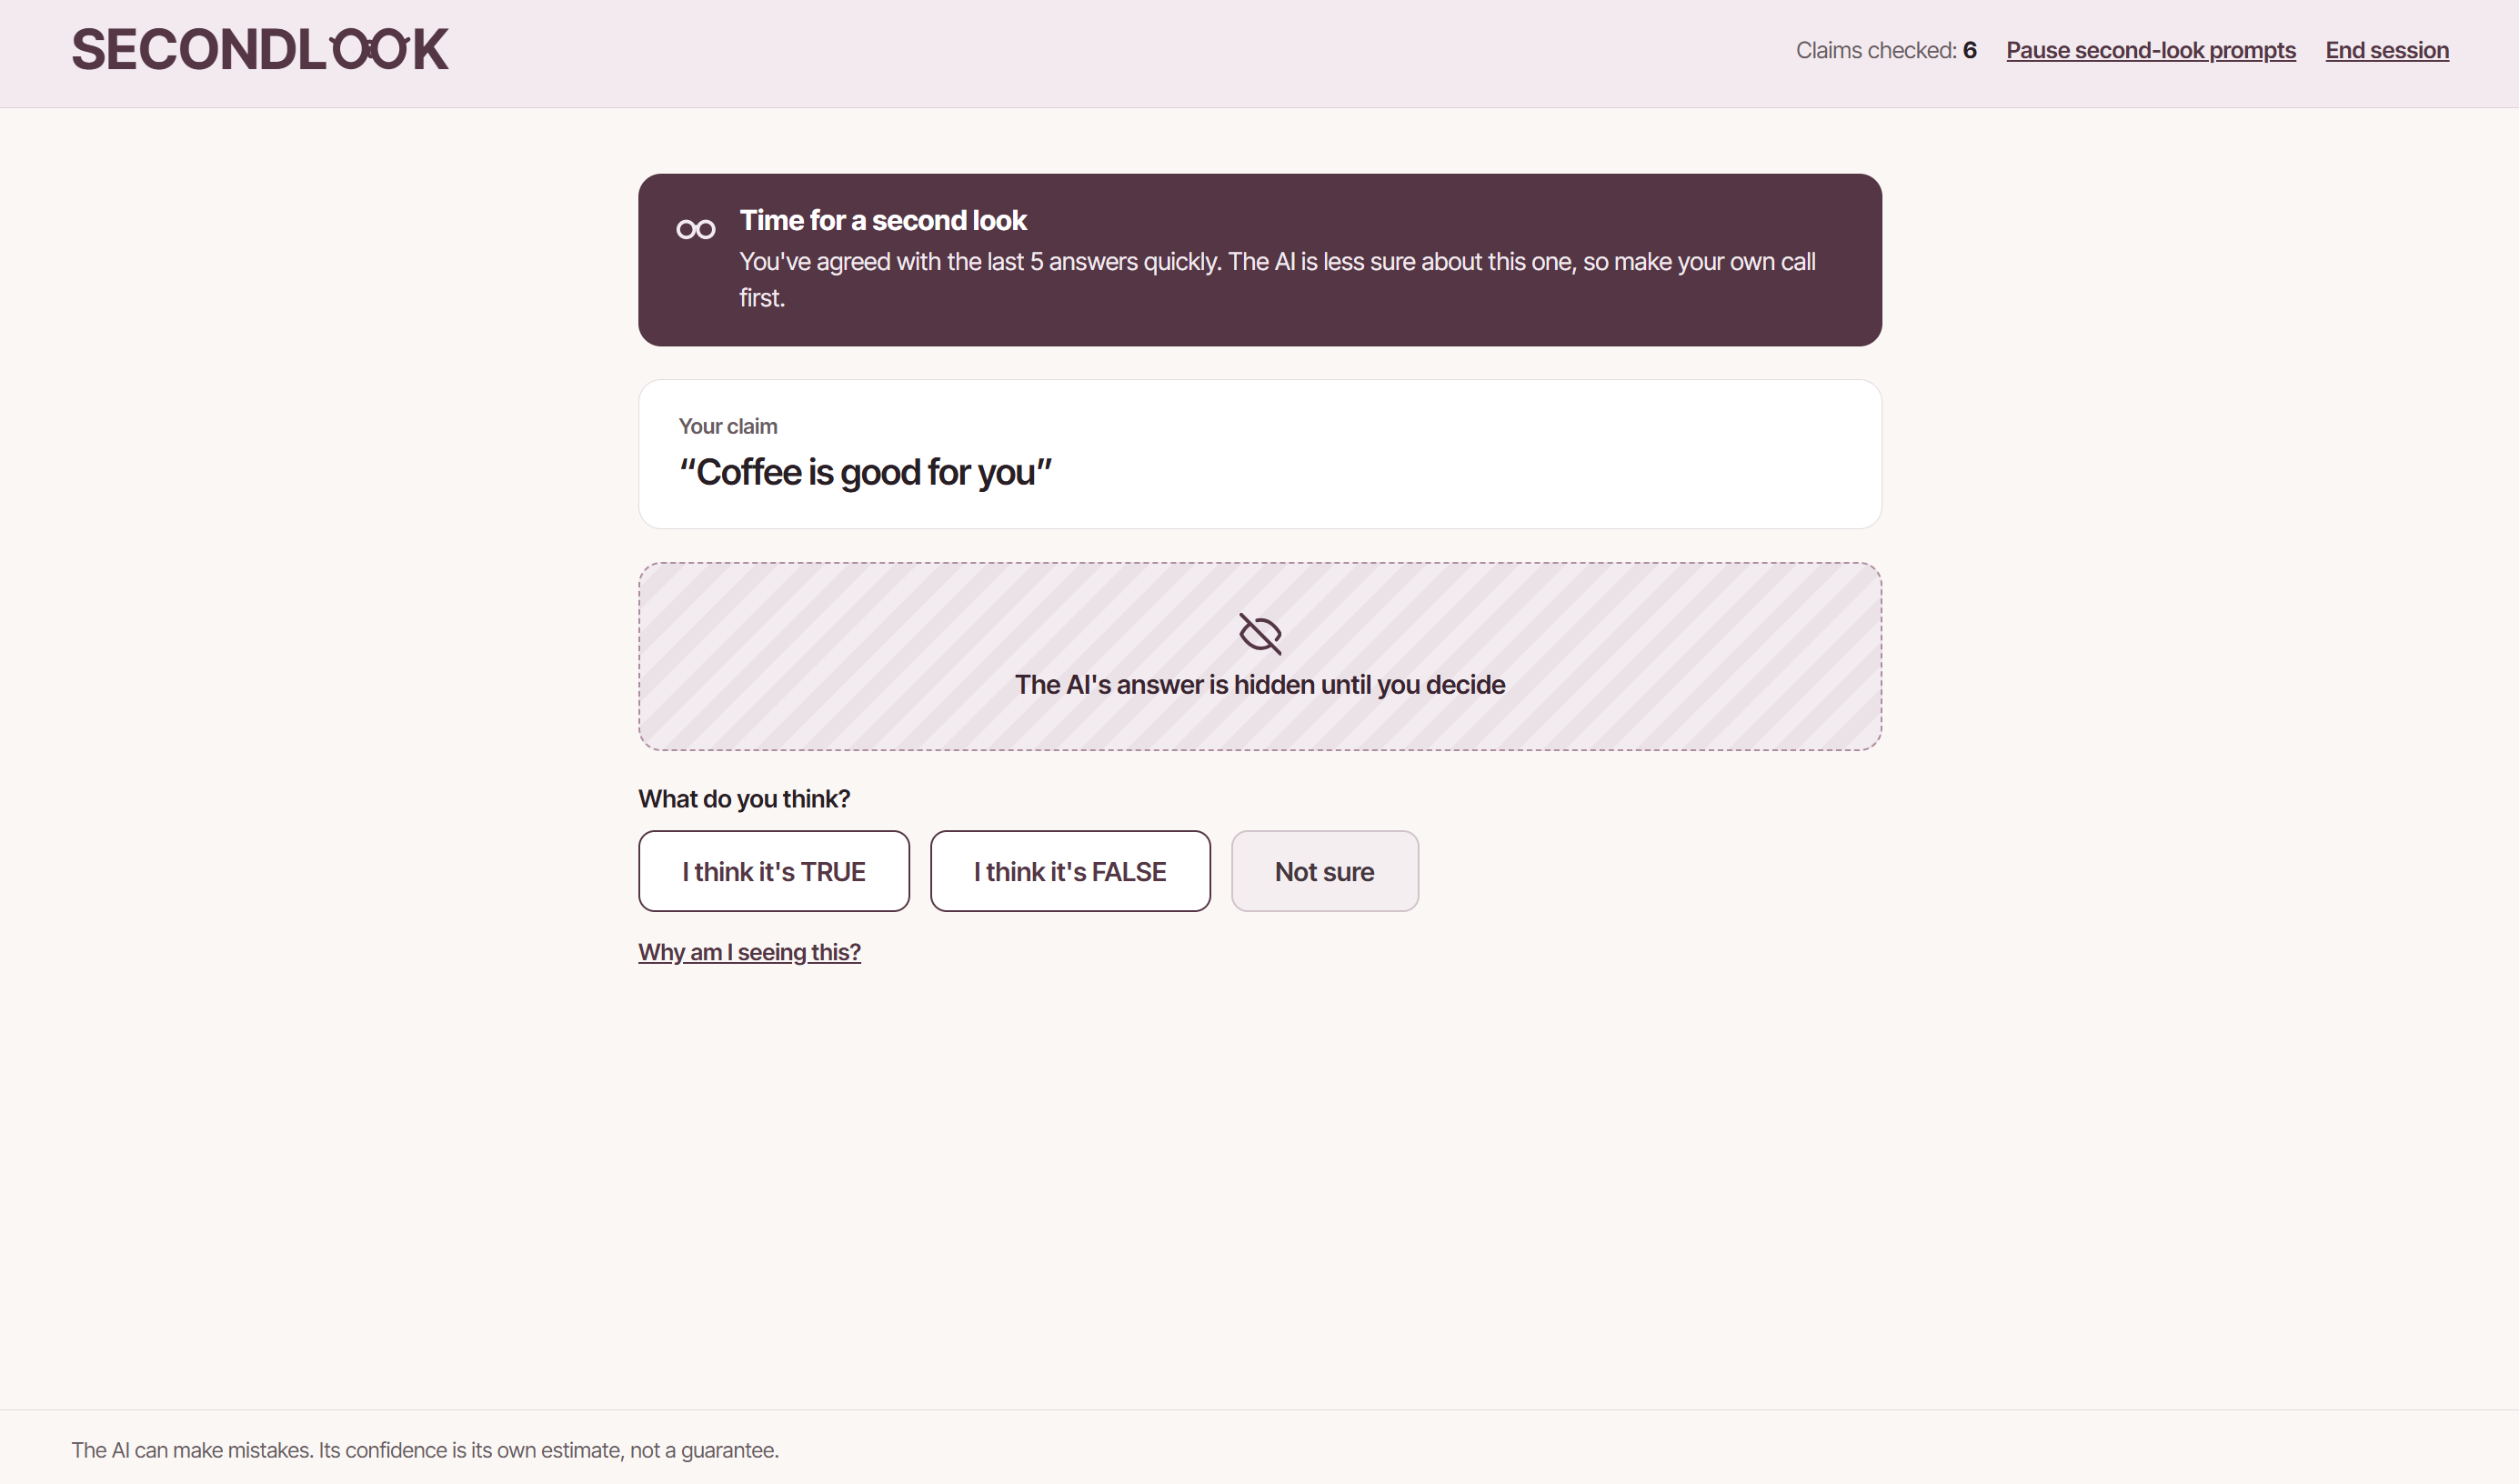 SECONDLOOK
Claims checked: 6 Pause second-look prompts End session
Time for a second look
You've agreed with the last 5 answers quickly. The AI is less sure about this one, so make your own call
first.
Your claim
“Coffee is good for you”
The AI's answer is hidden until you decide
What do you think?
I think it's TRUE I think it's FALSE Not sure
Why am I seeing this?
The AI can make mistakes. Its confidence is its own estimate, not a guarantee.